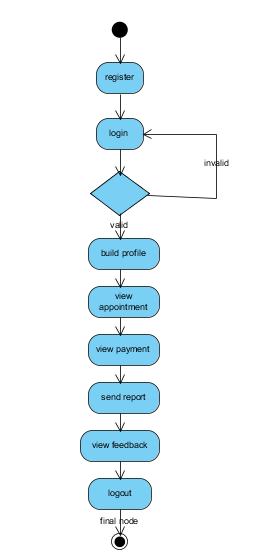 register
login
invalid
valid
build profile
view
appointment
view payment
send report
view feedback
logout
final node